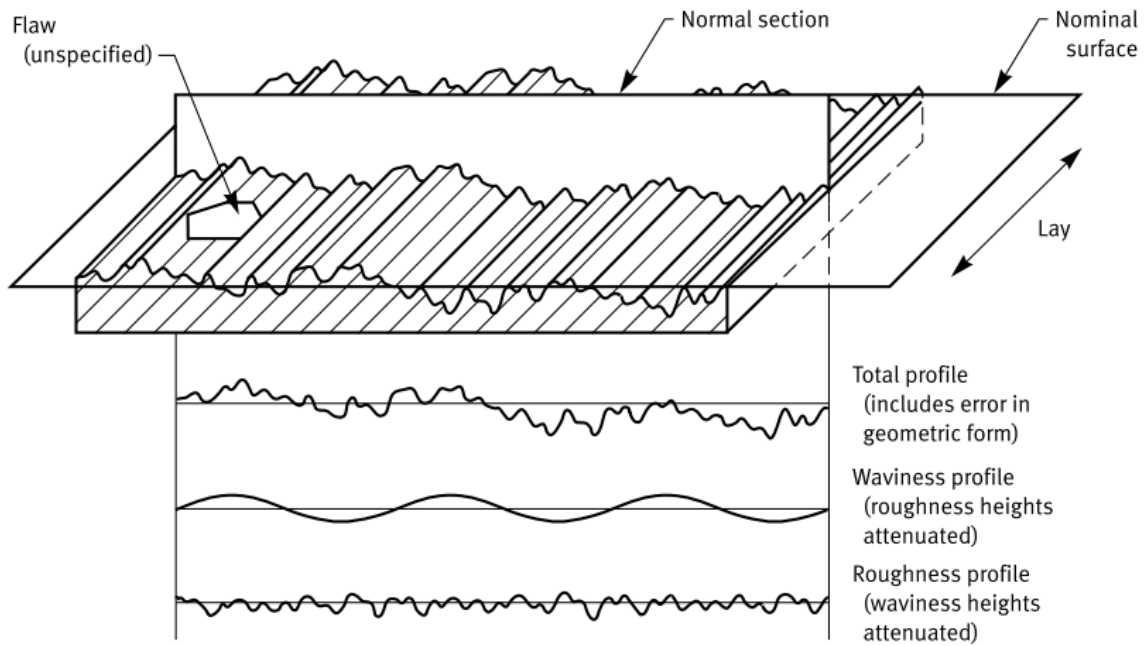 Flaw
(unspecified)
Normal section
Nominal
surface
Lay
Total profile
(includes error in
geometric form)
Waviness profile
(roughness heights
attenuated)
Roughness profile
(waviness heights
attenuated)